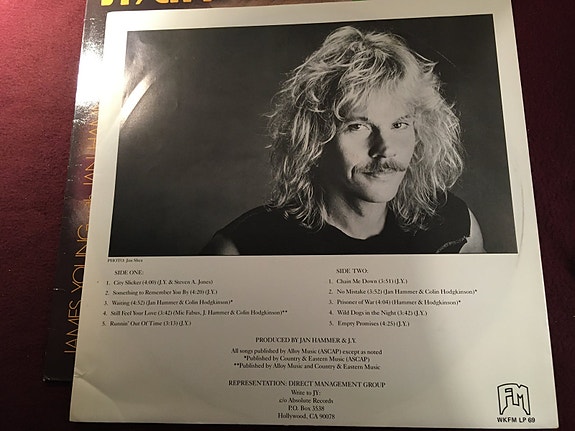 JAMES YOUNG with JAN HAM
PHOTO: Jim Shea
SIDE ONE:
1. City Slicker (4:00) (J.Y. & Steven A. Jones)
2. Something to Remember You By (4:20) (J.Y.)
3. Waiting (4:52) (Jan Hammer & Colin Hodgkinson)*
4. Still Feel Your Love (3:42) (Mic Fabus, J. Hammer & Colin Hodgkinson)**
5. Runnin' Out Of Time (3:13) (J.Y.)
SIDE TWO:
1. Chain Me Down (3:51) (J.Y.)
2. No Mistake (3:52) (Jan Hammer & Colin Hodgkinson)*
3. Prisoner of War (4:04) (Hammer & Hodgkinson)*
4. Wild Dogs in the Night (3:42) (J.Y.)
5. Empty Promises (4:25) (J.Y.)
PRODUCED BY JAN HAMMER & J.Y.
All songs published by Alloy Music (ASCAP) except as noted
*Published by Country & Eastern Music (ASCAP)
**Published by Alloy Music and Country & Eastern Music
REPRESENTATION: DIRECT MANAGEMENT GROUP
Write to JY:
c/o Absolute Records
P.O. Box 3538
Hollywood, CA 90078
FM
WKFM LP 69